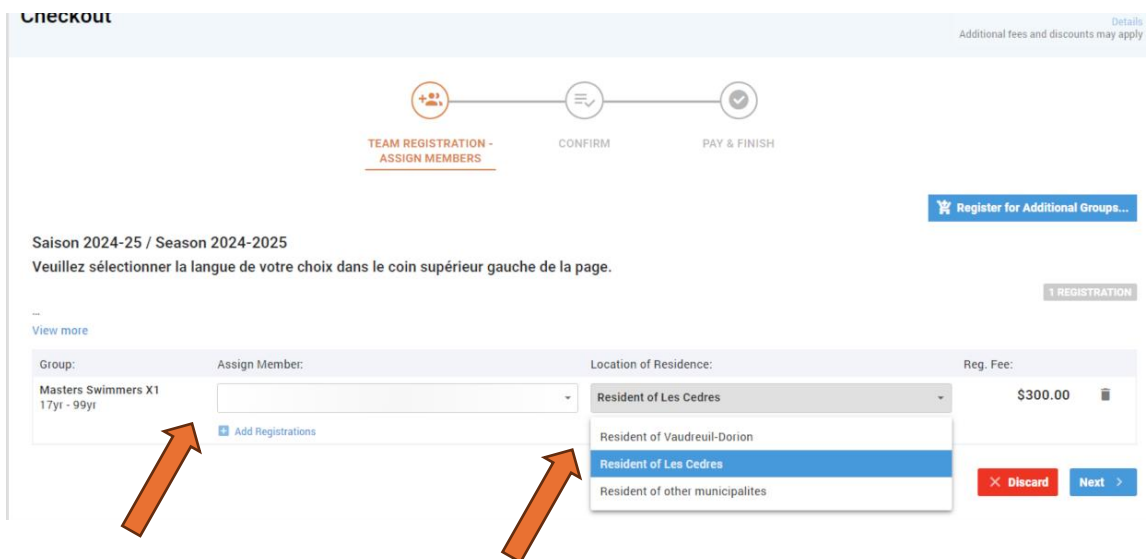 Checkout
Details
Additional fees and discounts may apply
TEAM REGISTRATION -
ASSIGN MEMBERS
CONFIRM
PAY & FINISH
Register for Additional Groups...
Saison 2024-25 / Season 2024-2025
Veuillez sélectionner la langue de votre choix dans le coin supérieur gauche de la page.
1 REGISTRATION
...
View more
Group:
Assign Member:
Location of Residence:
Reg. Fee:
Masters Swimmers X1
17yr - 99yr
Resident of Les Cedres
$300.00
Add Registrations
Resident of Vaudreuil-Dorion
Resident of Les Cedres
Resident of other municipalites
Discard
Next